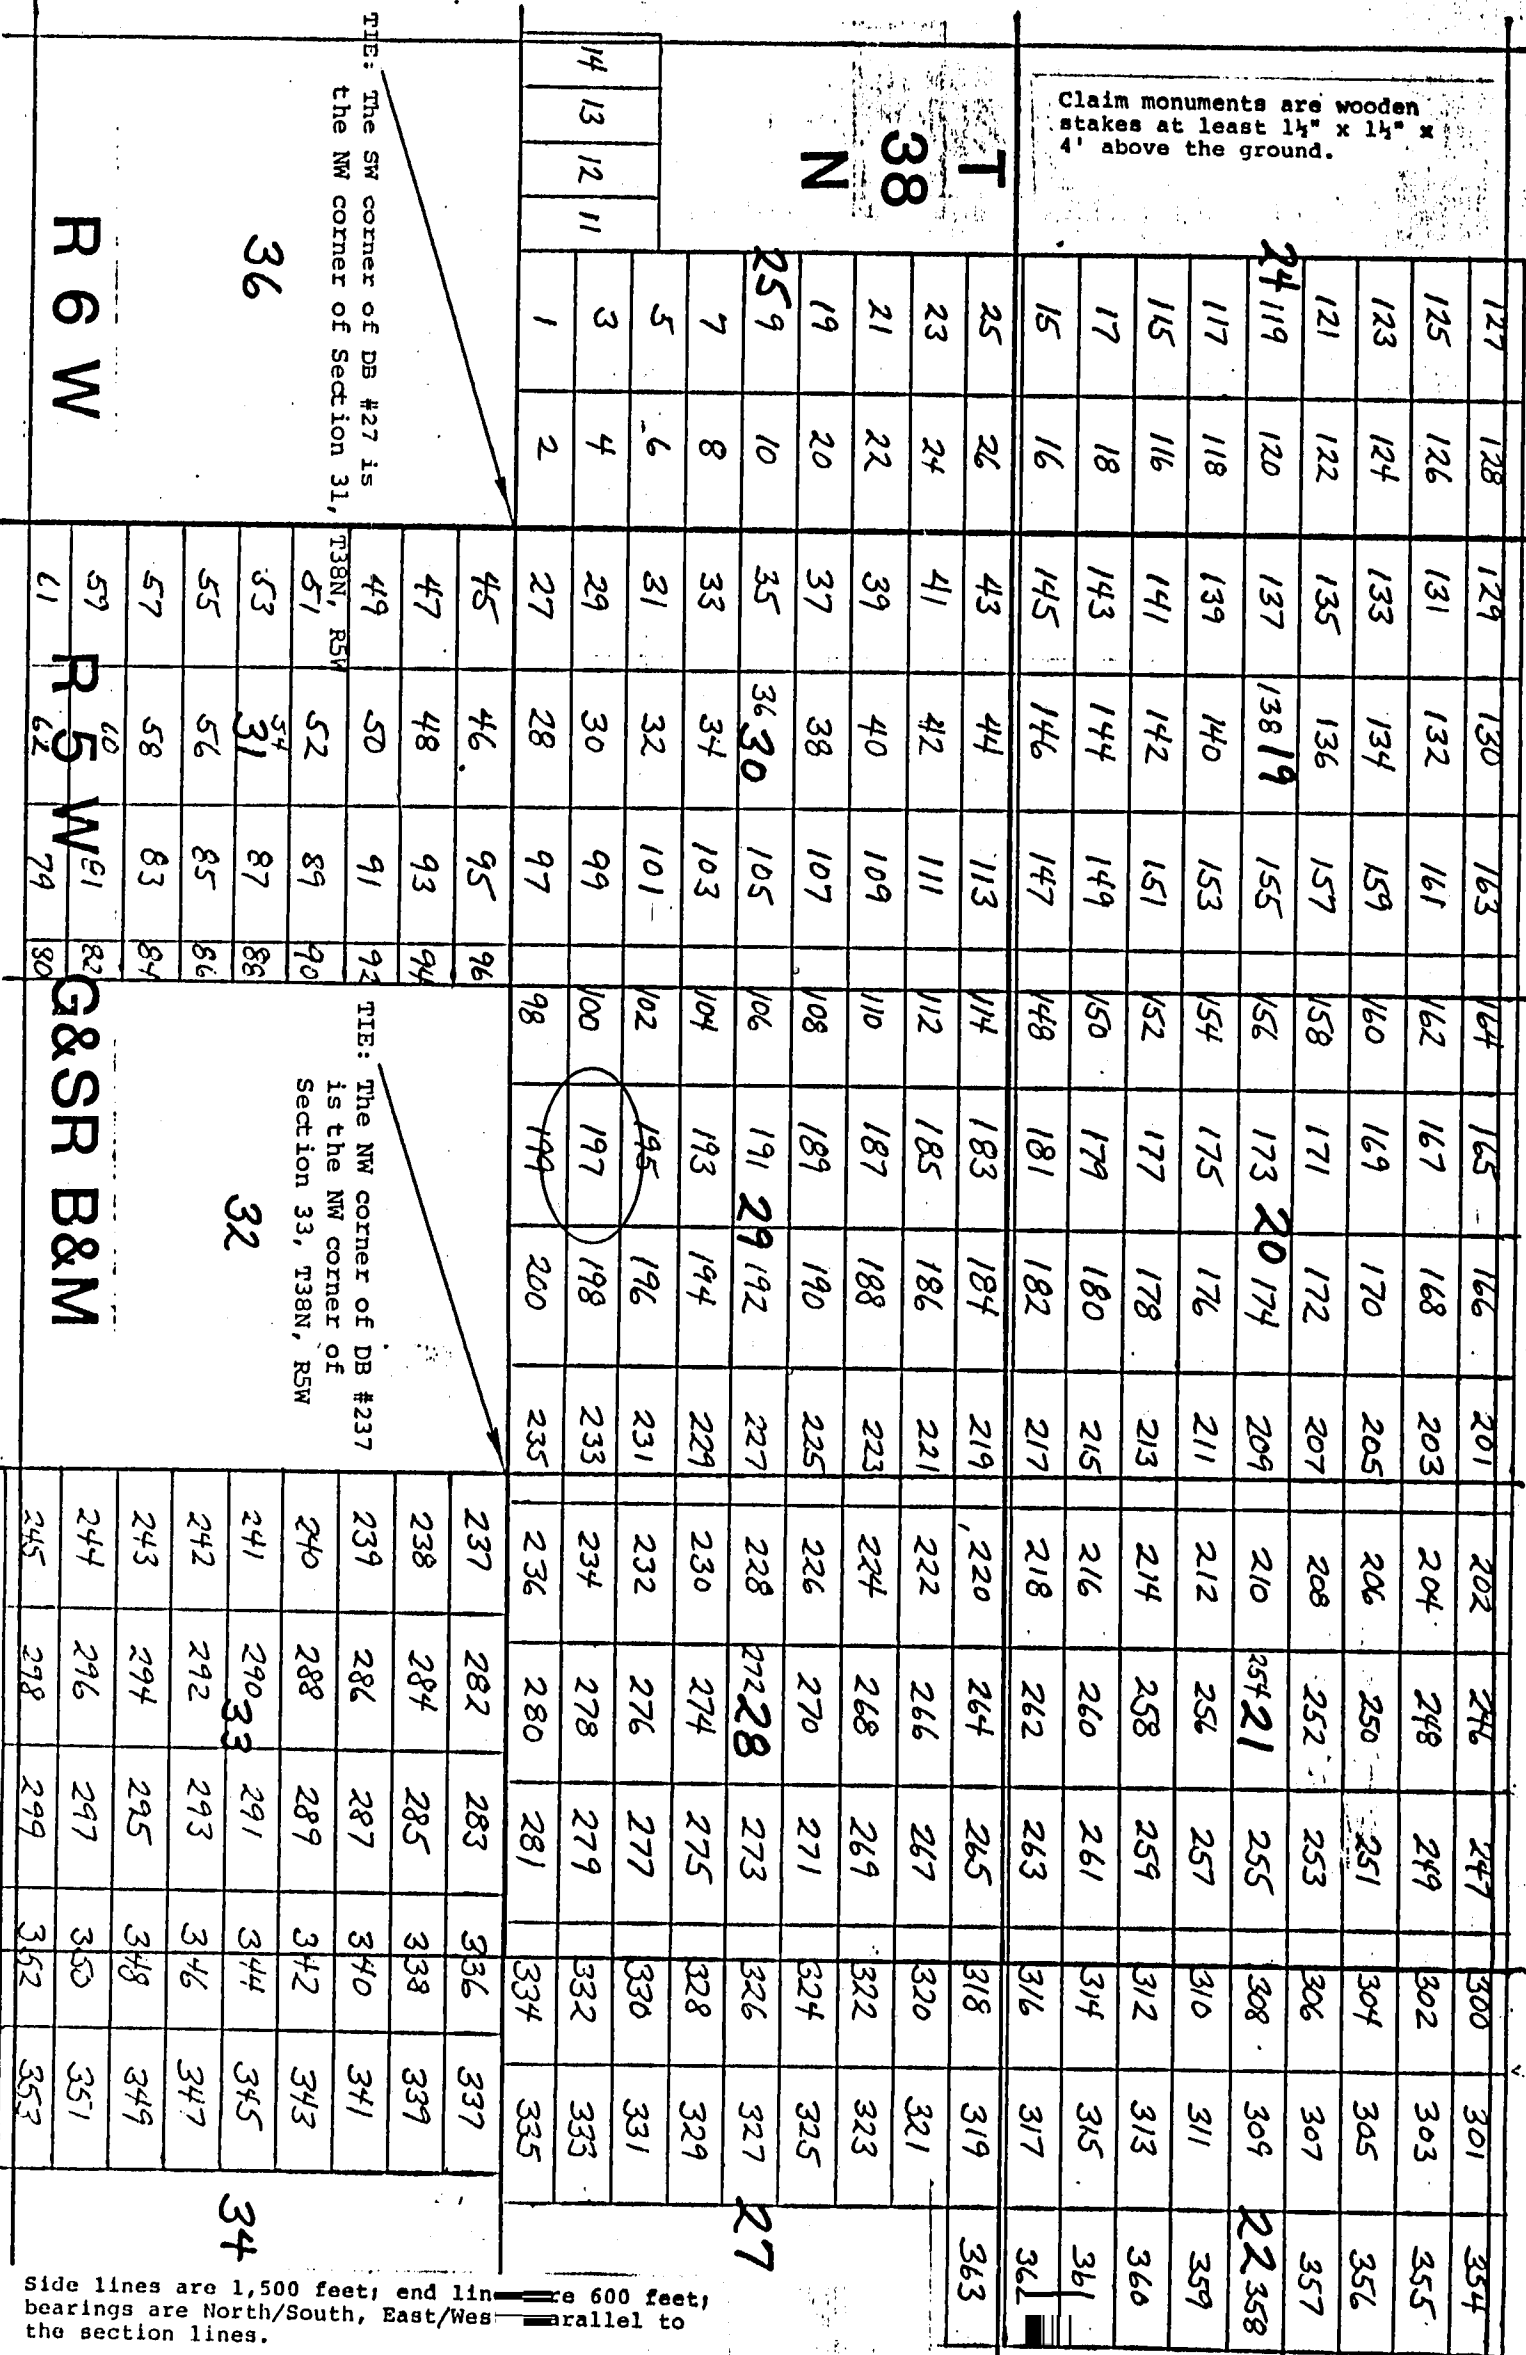 Claim monuments are wooden
stakes at least 1½" x 1½" x
4' above the ground.
127 128 129 130 163 164 165 166 201 202 246 247 300 301 354
125 126 131 132 161 162 167 168 203 204 248 249 302 303 355
123 124 133 134 159 160 169 170 205 206 250 251 304 305 356
121 122 135 136 157 158 171 172 207 208 252 253 306 307 357
24 119 120 137 138 19 155 156 173 20 174 209 210 254 21 255 308 309 22 358
117 118 139 140 153 154 175 176 211 212 256 257 310 311 359
115 116 141 142 151 152 177 178 213 214 258 259 312 313 360
17 18 143 144 149 150 179 180 215 216 260 261 314 315 361
15 16 145 146 147 148 181 182 217 218 262 263 316 317 362
T
38
N
25 26 43 44 113 114 183 184 219 220 264 265 318 319 363
23 24 41 42 111 112 185 186 221 222 266 267 320 321
21 22 39 40 109 110 187 188 223 224 268 269 322 323
19 20 37 38 107 108 189 190 225 226 270 271 324 325
25 9 10 35 36 30 105 106 191 29 192 227 228 272 28 273 326 327 27
7 8 33 34 103 104 193 194 229 230 274 275 328 329
5 6 31 32 101 102 195 196 231 232 276 277 330 331
14 13 12 11 3 4 29 30 99 100 197 198 233 234 278 279 332 333
1 2 27 28 97 98 199 200 235 236 280 281 334 335
45 46 95 96 237 282 283 336 337
47 48 93 94 238 284 285 338 339
49 50 91 92 239 286 287 340 341
51 52 89 90 240 288 289 342 343
53 54 31 87 88 241 290 33 291 344 345 34
55 56 85 86 242 292 293 346 347
57 58 83 84 243 294 295 348 349
59 60 81 82 244 296 297 350 351
61 62 79 80 245 298 299 352 353
TIE: The SW corner of DB #27 is
the NW corner of Section 31, T38N, R5W
36
TIE: The NW corner of DB #237
is the NW corner of
Section 33, T38N, R5W
32
R 6 W R 5 W G&SR B&M
Side lines are 1,500 feet; end lin re 600 feet;
bearings are North/South, East/Wes arallel to
the section lines.